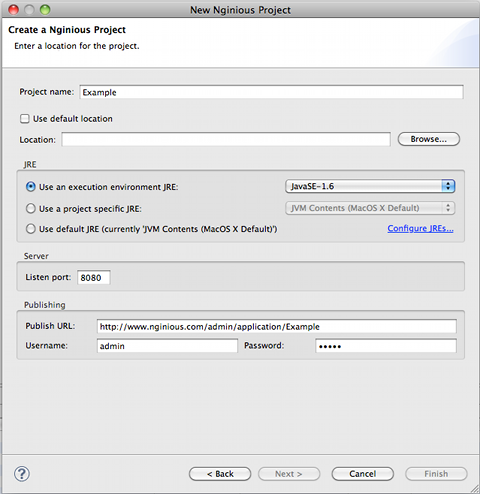 New Nginious Project
Create a Nginious Project
Enter a location for the project.
Project name: Example
Use default location
Location: Browse...
JRE
Use an execution environment JRE: JavaSE-1.6
Use a project specific JRE: JVM Contents (MacOS X Default)
Use default JRE (currently 'JVM Contents (MacOS X Default)') Configure JREs...
Server
Listen port: 8080
Publishing
Publish URL: http://www.nginious.com/admin/application/Example
Username: admin Password: •••••
? < Back Next > Cancel Finish